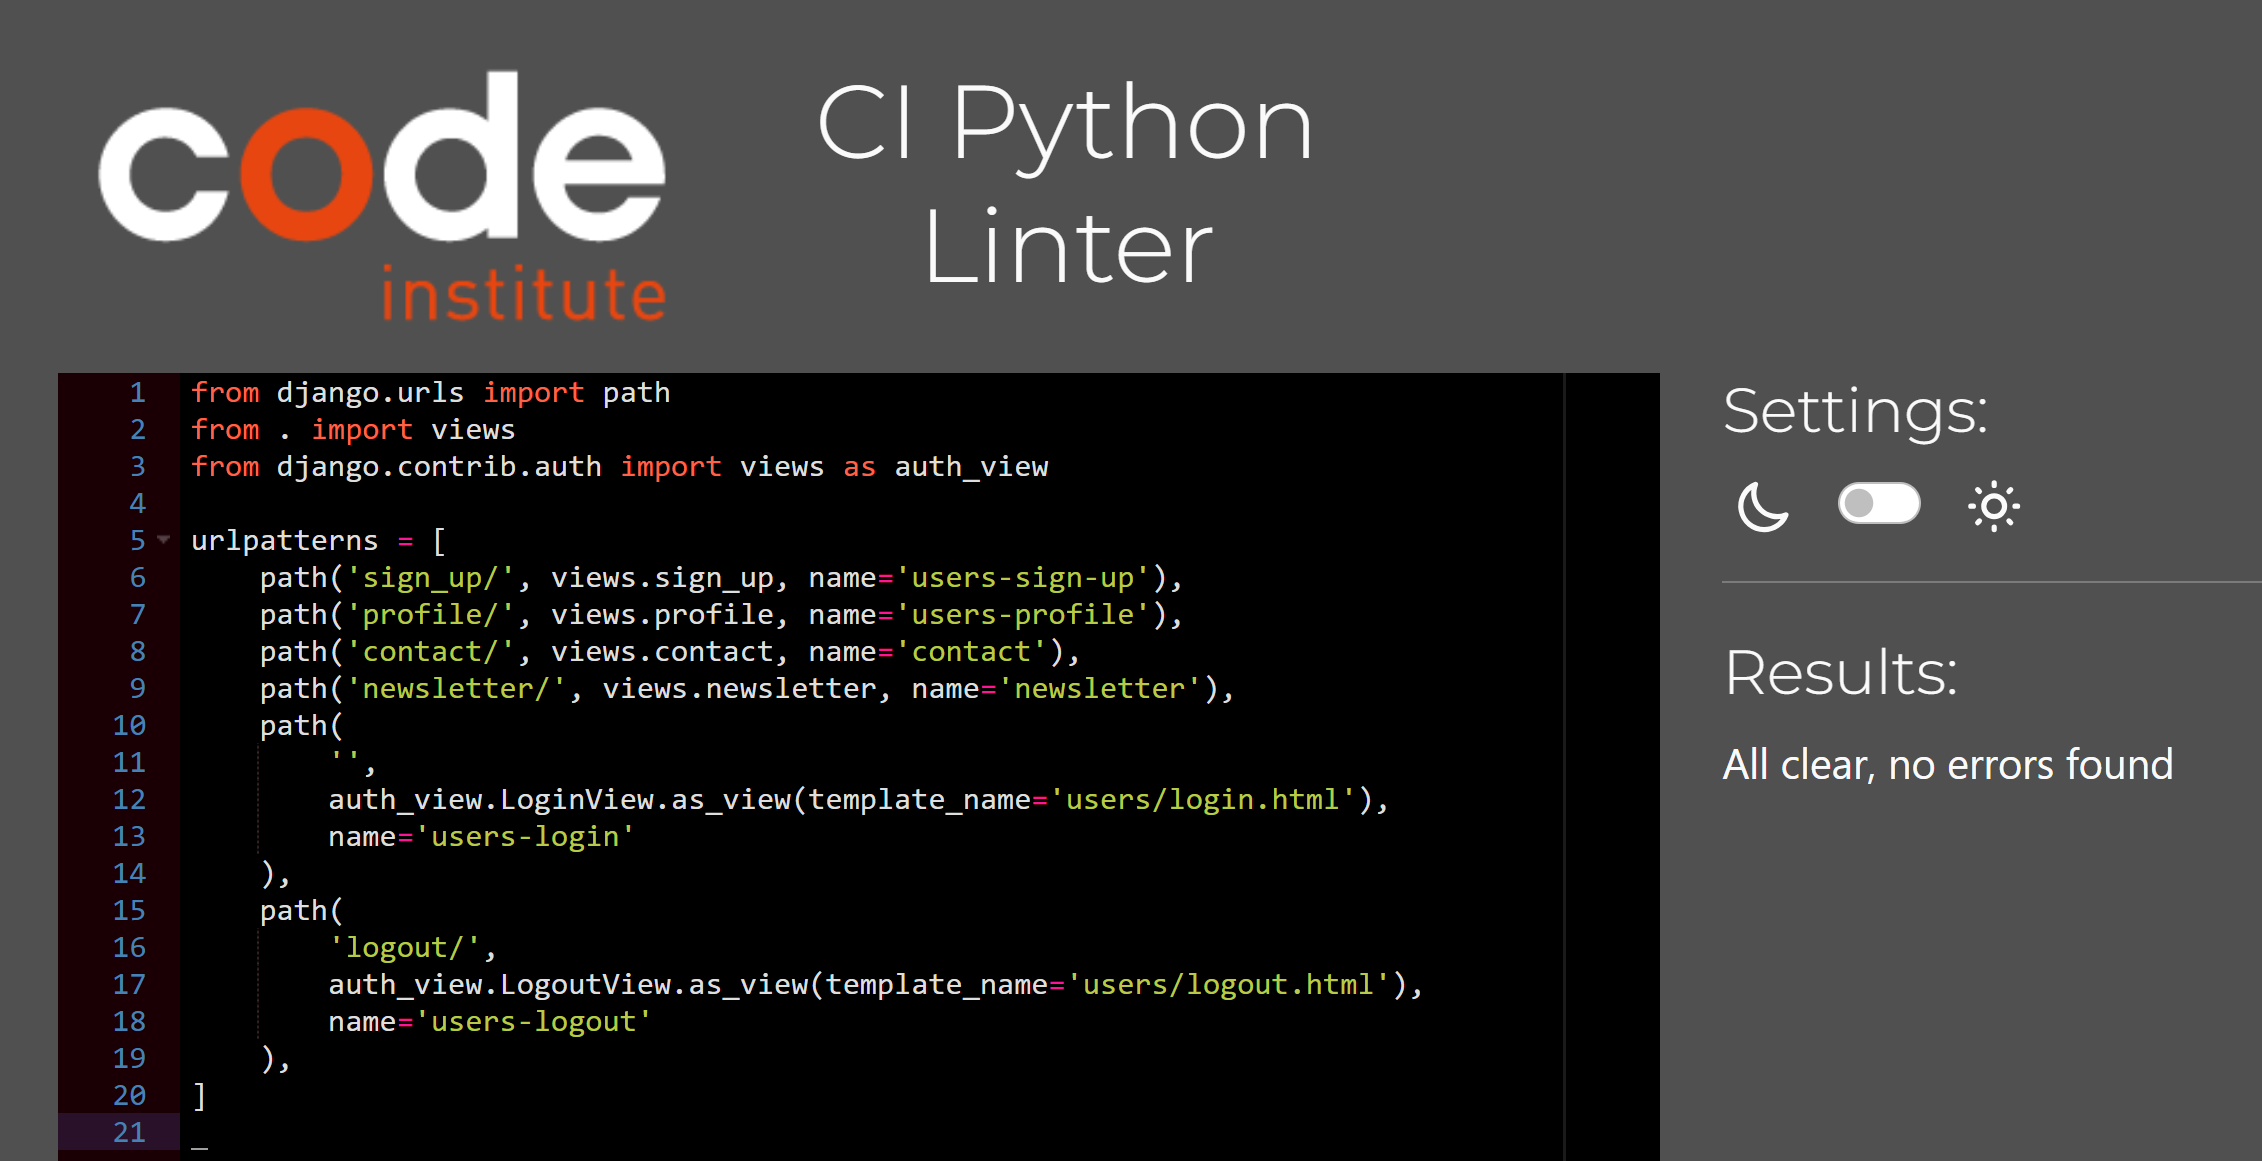 code
institute
CI Python
Linter
1 from django.urls import path
2 from . import views
3 from django.contrib.auth import views as auth_view
4
5 urlpatterns = [
6     path('sign_up/', views.sign_up, name='users-sign-up'),
7     path('profile/', views.profile, name='users-profile'),
8     path('contact/', views.contact, name='contact'),
9     path('newsletter/', views.newsletter, name='newsletter'),
10     path(
11         '',
12         auth_view.LoginView.as_view(template_name='users/login.html'),
13         name='users-login'
14     ),
15     path(
16         'logout/',
17         auth_view.LogoutView.as_view(template_name='users/logout.html'),
18         name='users-logout'
19     ),
20 ]
21
Settings:
Results:
All clear, no errors found